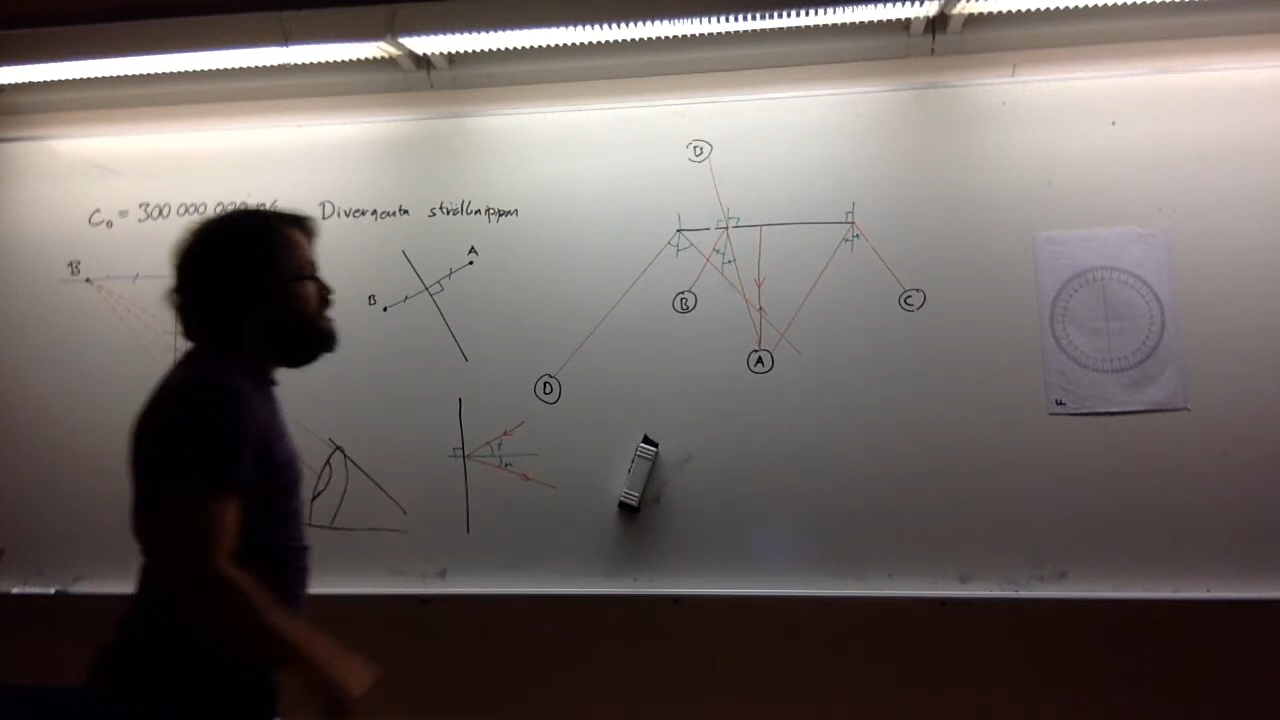 C₀ = 300 000 000
Divergenta strålknippen
B
B
A
B
B
C
A
D
i
r
F